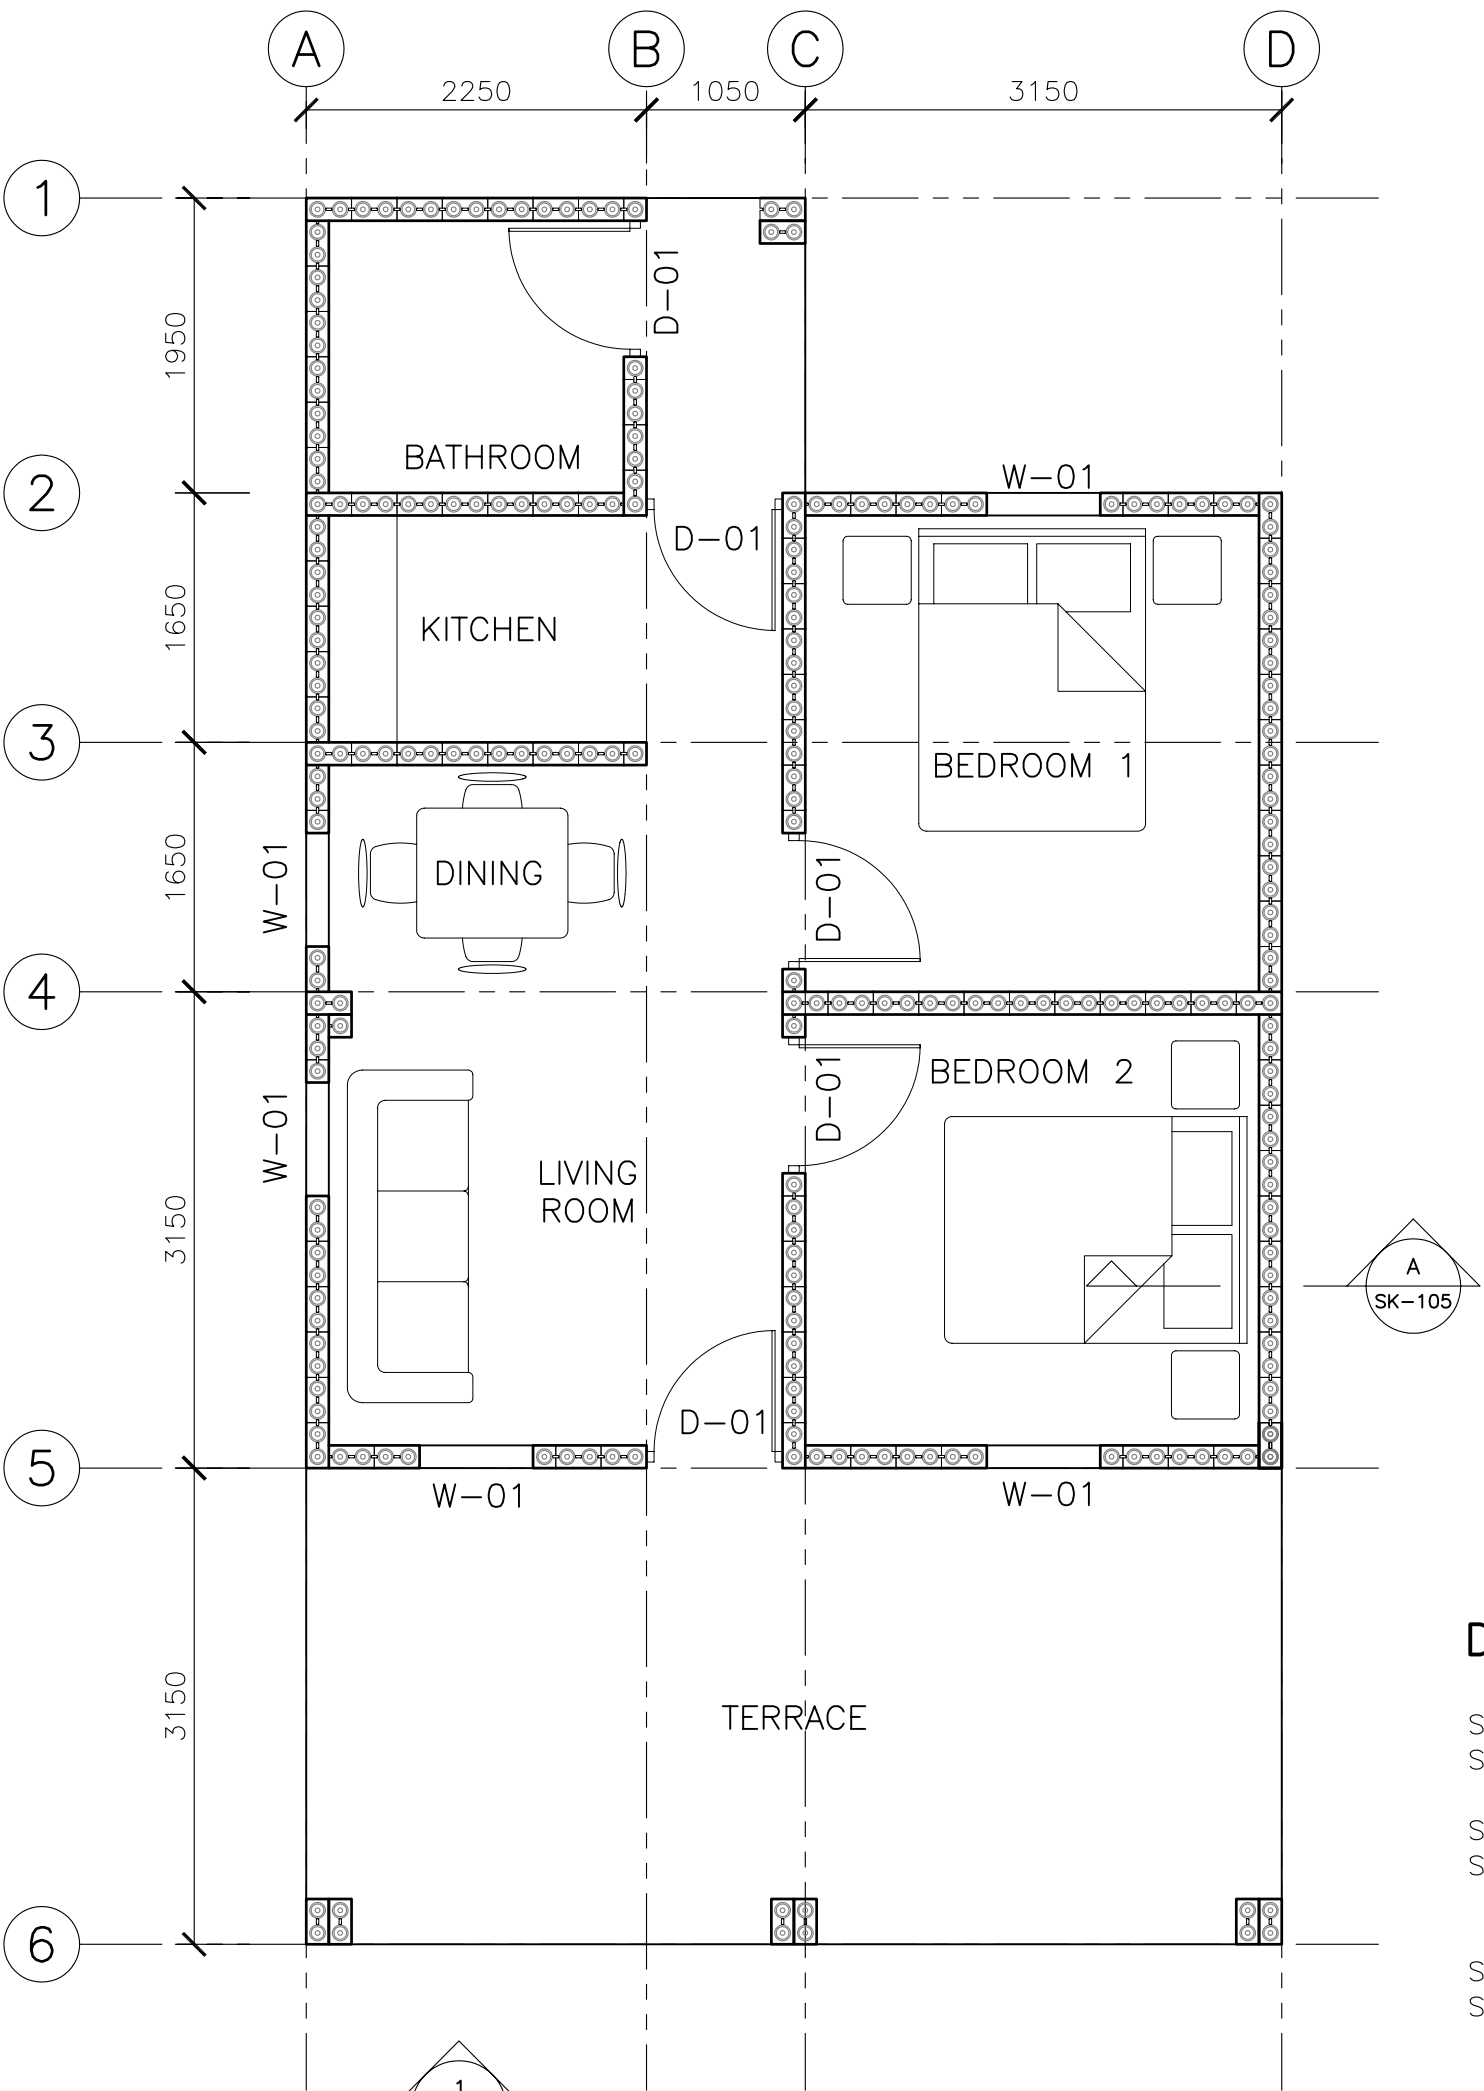 A
B
C
D
2250
1050
3150
1
1950
D-01
BATHROOM
2
W-01
D-01
1650
KITCHEN
3
BEDROOM 1
1650
W-01
DINING
D-01
4
BEDROOM 2
W-01
D-01
LIVING
ROOM
3150
A
SK-105
D-01
5
W-01
W-01
D
3150
TERRACE
S
S
S
S
6
S
S
1